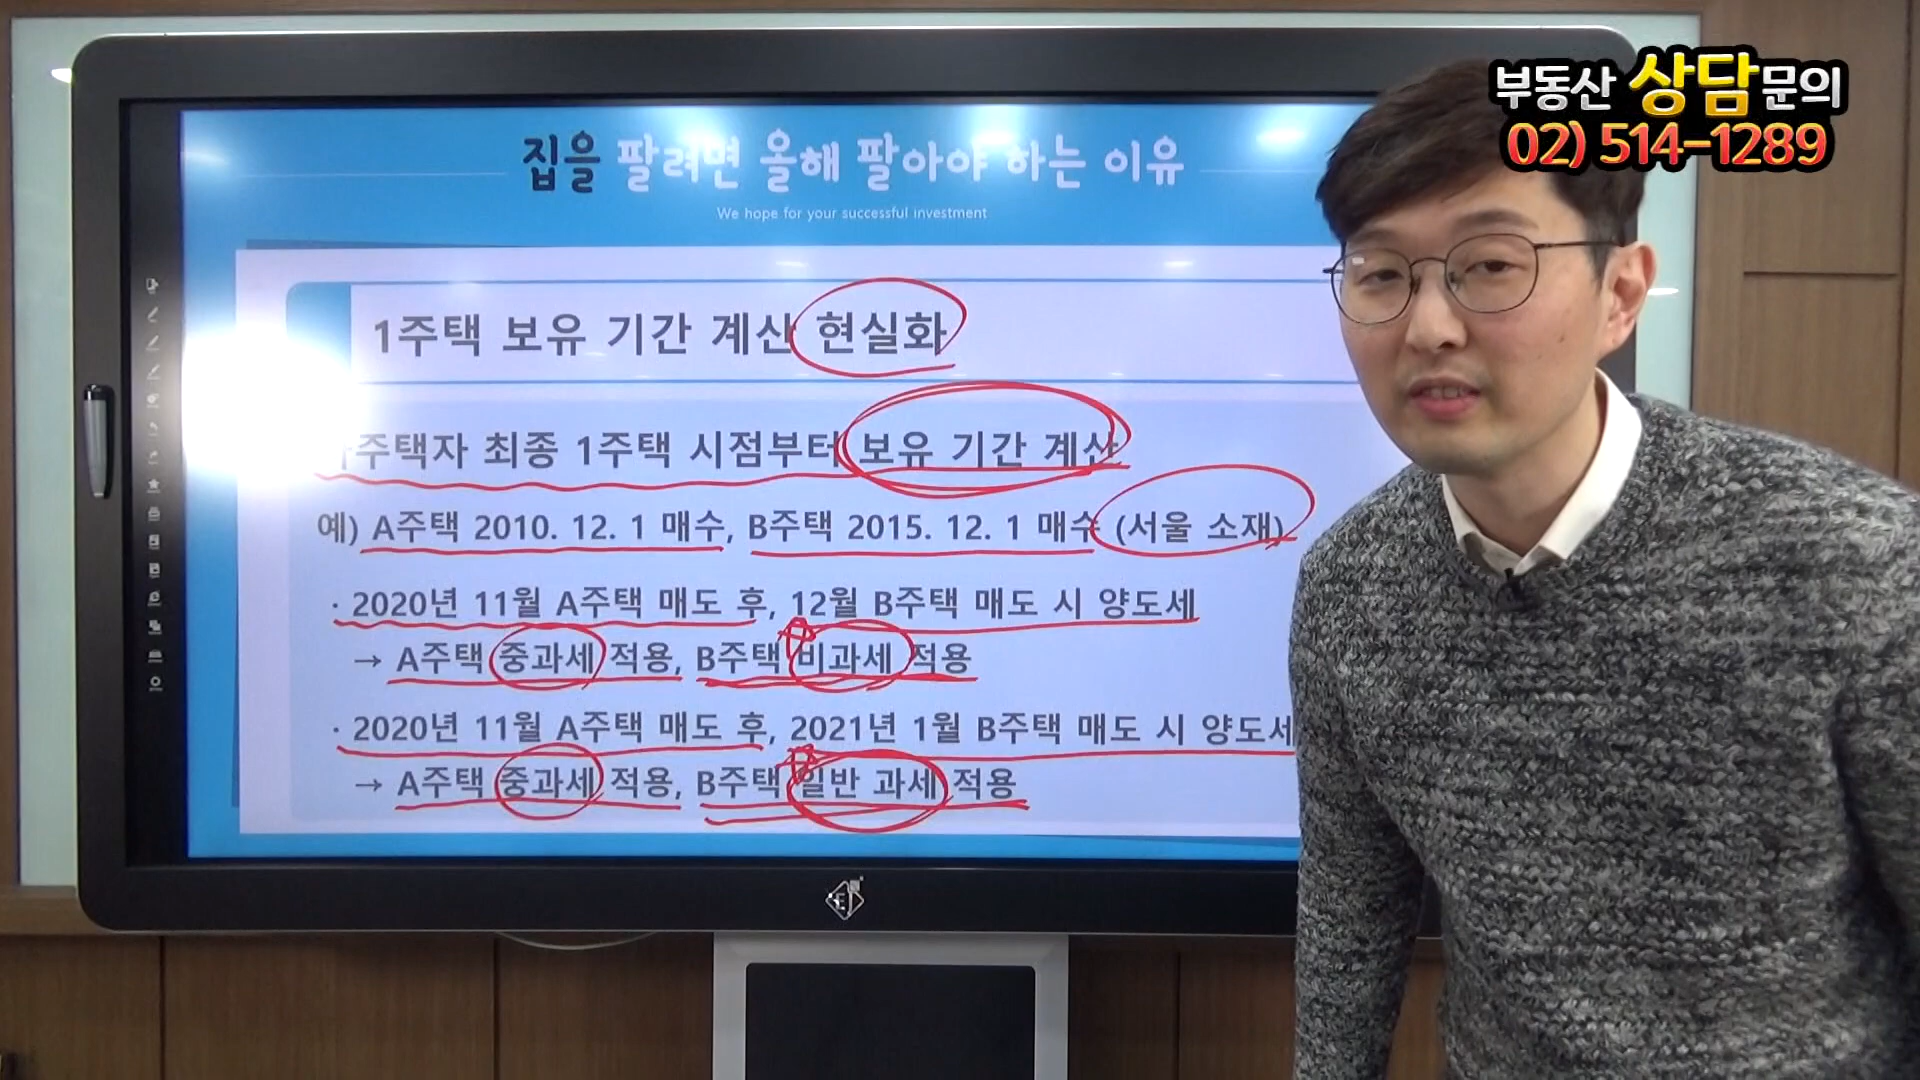 부동산 상담문의
02) 514-1289
집을 팔려면 올해 팔아야 하는 이유
We hope for your successful investment
1주택 보유 기간 계산 현실화
주택자 최종 1주택 시점부터 보유 기간 계산
예) A주택 2010. 12. 1 매수, B주택 2015. 12. 1 매수 (서울 소재)
· 2020년 11월 A주택 매도 후, 12월 B주택 매도 시 양도세
→ A주택 중과세 적용, B주택 비과세 적용
· 2020년 11월 A주택 매도 후, 2021년 1월 B주택 매도 시 양도세
→ A주택 중과세 적용, B주택 일반 과세 적용